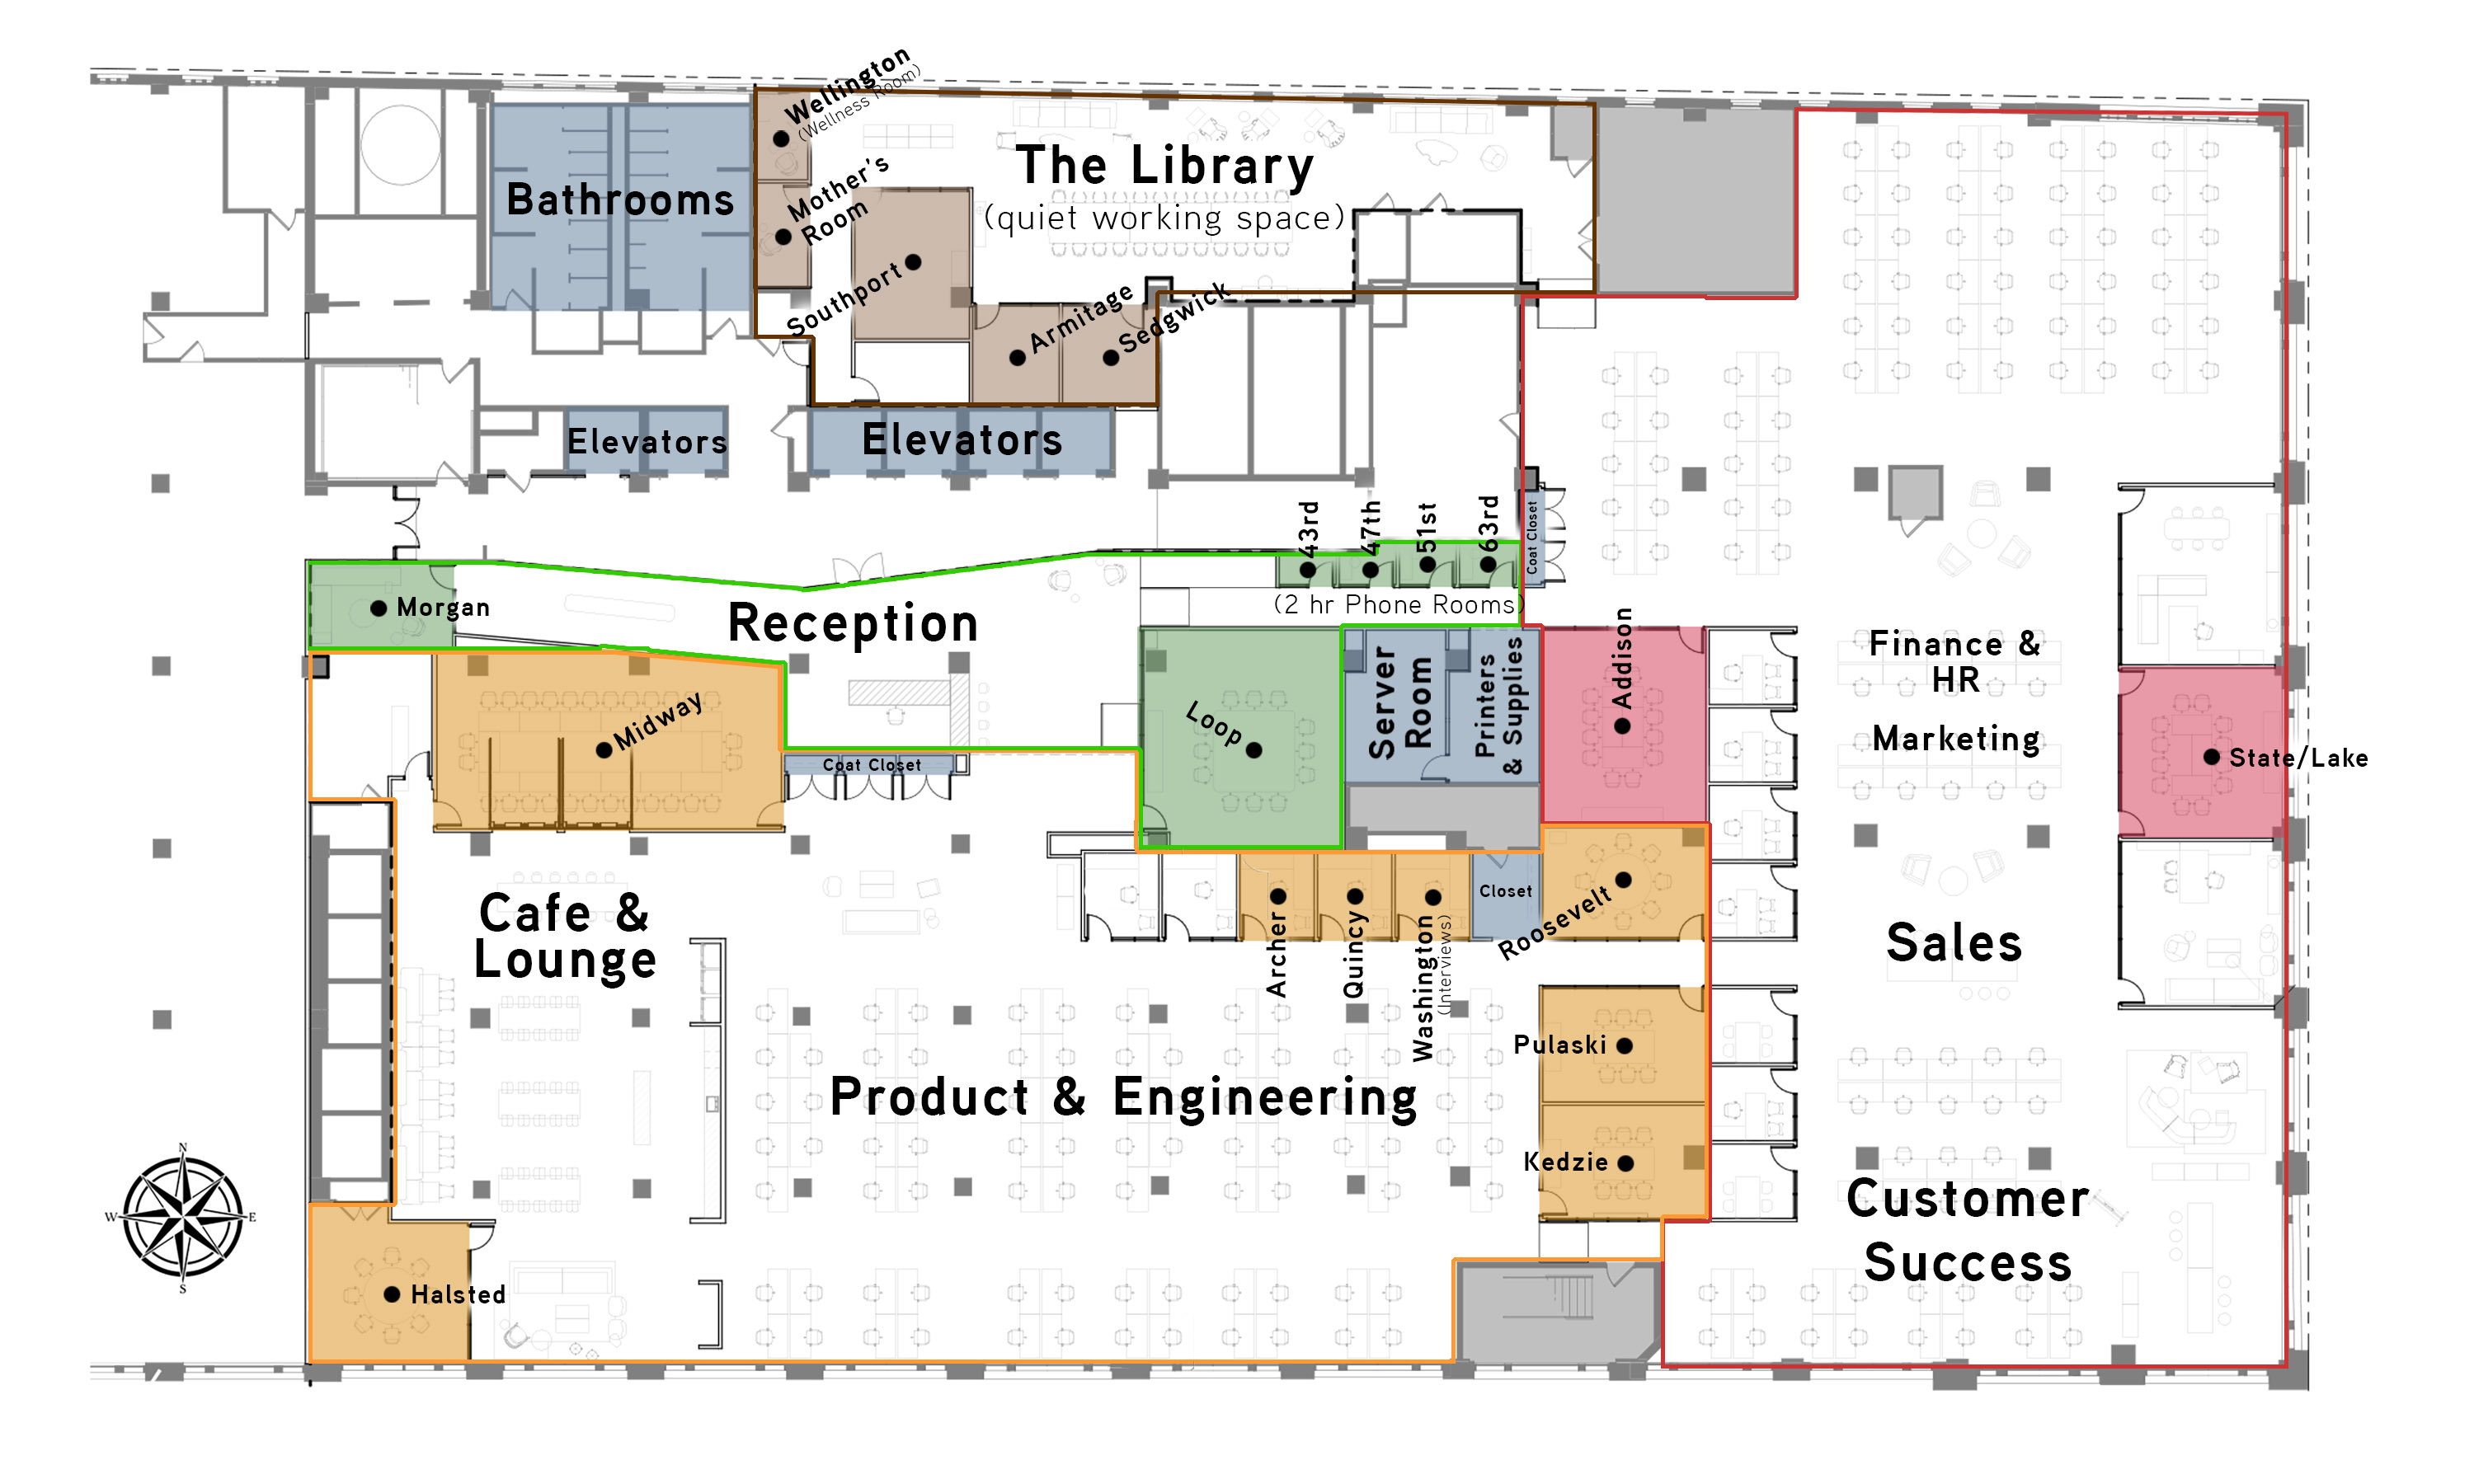 Wellington
(Wellness Room)
Mother's
Room
The Library
(quiet working space)
Bathrooms
Southport
Armitage
Sedgwick
Elevators
Elevators
43rd
47th
51st
63rd
Coat Closet
(2 hr Phone Rooms)
Morgan
Reception
Midway
Loop
Server
Room
Printers
& Supplies
Addison
Finance &
HR
Marketing
State/Lake
Coat Closet
Cafe &
Lounge
Archer
Quincy
Washington
(Interviews)
Closet
Roosevelt
Sales
Pulaski
Product & Engineering
Kedzie
Customer
Success
N
W
E
S
Halsted